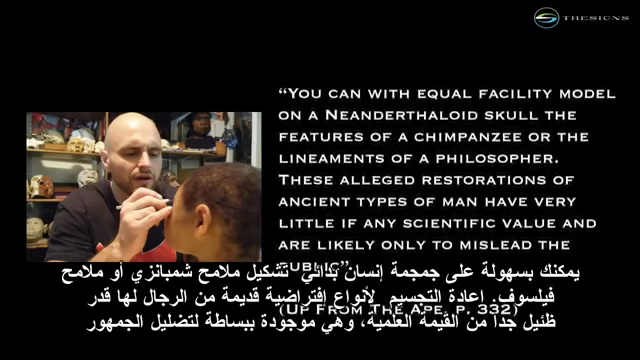 THESIGNS
“YOU CAN WITH EQUAL FACILITY MODEL
ON A NEANDERTHALOID SKULL THE
FEATURES OF A CHIMPANZEE OR THE
LINEAMENTS OF A PHILOSOPHER.
THESE ALLEGED RESTORATIONS OF
ANCIENT TYPES OF MAN HAVE VERY
LITTLE IF ANY SCIENTIFIC VALUE AND
ARE LIKELY ONLY TO MISLEAD THE
PUBLIC”
(UP FROM THE APE, P. 332)
يمكنك بسهولة على جمجمة إنسان بدائي تشكيل ملامح شمبانزي أو ملامح
فيلسوف. إعادة التجسيم لأنواع إفتراضية قديمة من الرجال لها قدر
ظئيل جدا من القيمة العلمية، وهي موجودة ببساطة لتضليل الجمهور